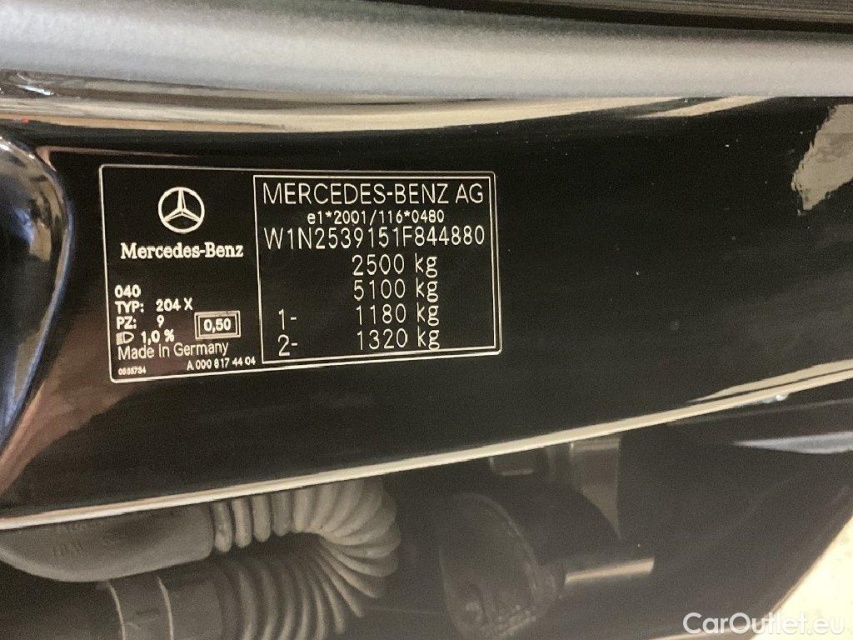 Mercedes-Benz
040
TYP: 204 X
PZ: 9
0,50
1,0 %
Made In Germany
A 000 817 44 04
MERCEDES-BENZ AG
e1*2001/116*0480
W1N2539151F844880
2500 kg
5100 kg
1- 1180 kg
2- 1320 kg
CarOutlet.eu